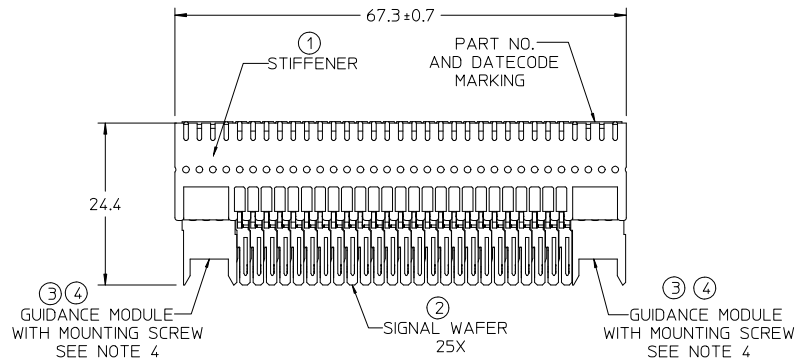 67.3±0.7
1
STIFFENER
PART NO.
AND DATECODE
MARKING
24.4
3 4
GUIDANCE MODULE
WITH MOUNTING SCREW
SEE NOTE 4
2
SIGNAL WAFER
25X
3 4
GUIDANCE MODULE
WITH MOUNTING SCREW
SEE NOTE 4